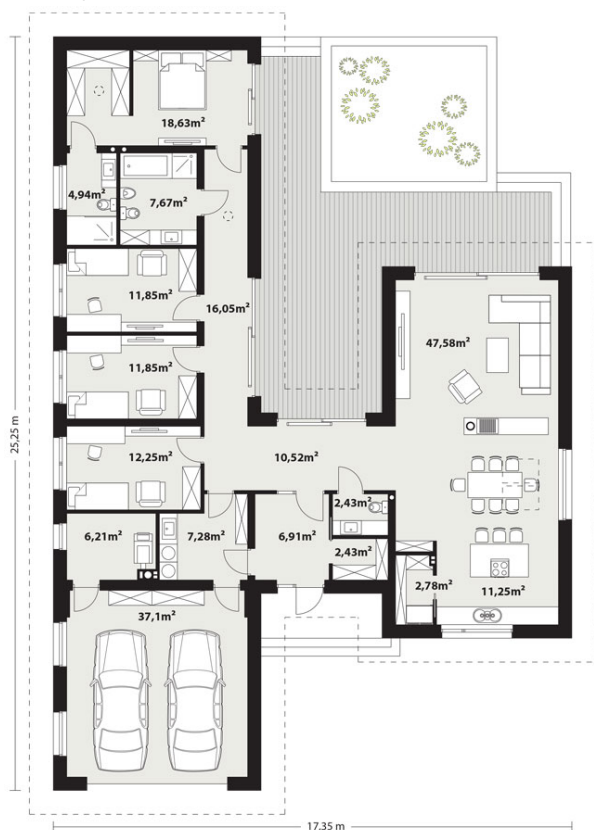 18,63m²
4,94m²
7,67m²
11,85m²
16,05m²
47,58m²
11,85m²
25,25 m
12,25m²
10,52m²
2,43m²
6,21m²
7,28m²
6,91m²
2,43m²
2,78m²
11,25m²
37,1m²
17,35 m